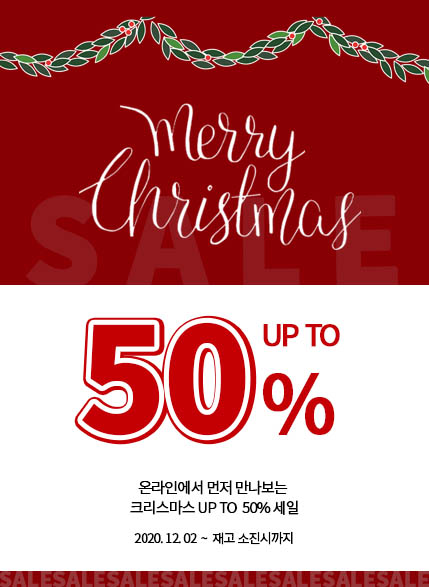 Merry
Christmas
SALE
50% UP TO
온라인에서 먼저 만나보는
크리스마스 UP TO 50% 세일
2020. 12. 02 ~ 재고 소진시까지
SALESALESALESALESALESALESALESALE